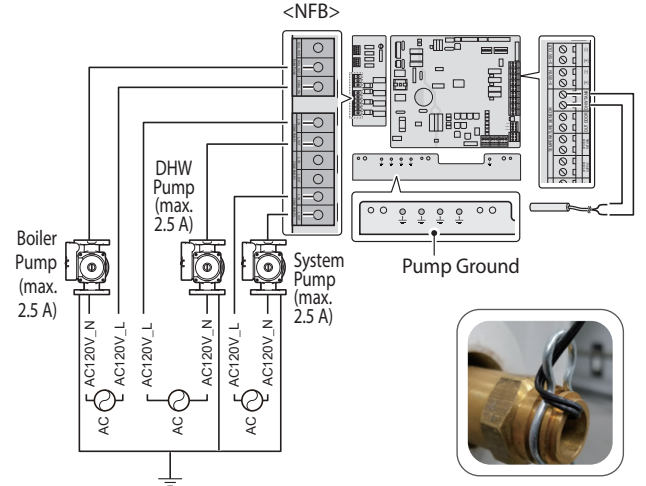 <NFB>
DHW
Pump
(max.
2.5 A)
Boiler
Pump
(max.
2.5 A)
System
Pump
(max.
2.5 A)
Pump Ground
AC120V_N
AC120V_L
AC120V_L
AC120V_N
AC120V_L
AC120V_N
AC
AC
AC